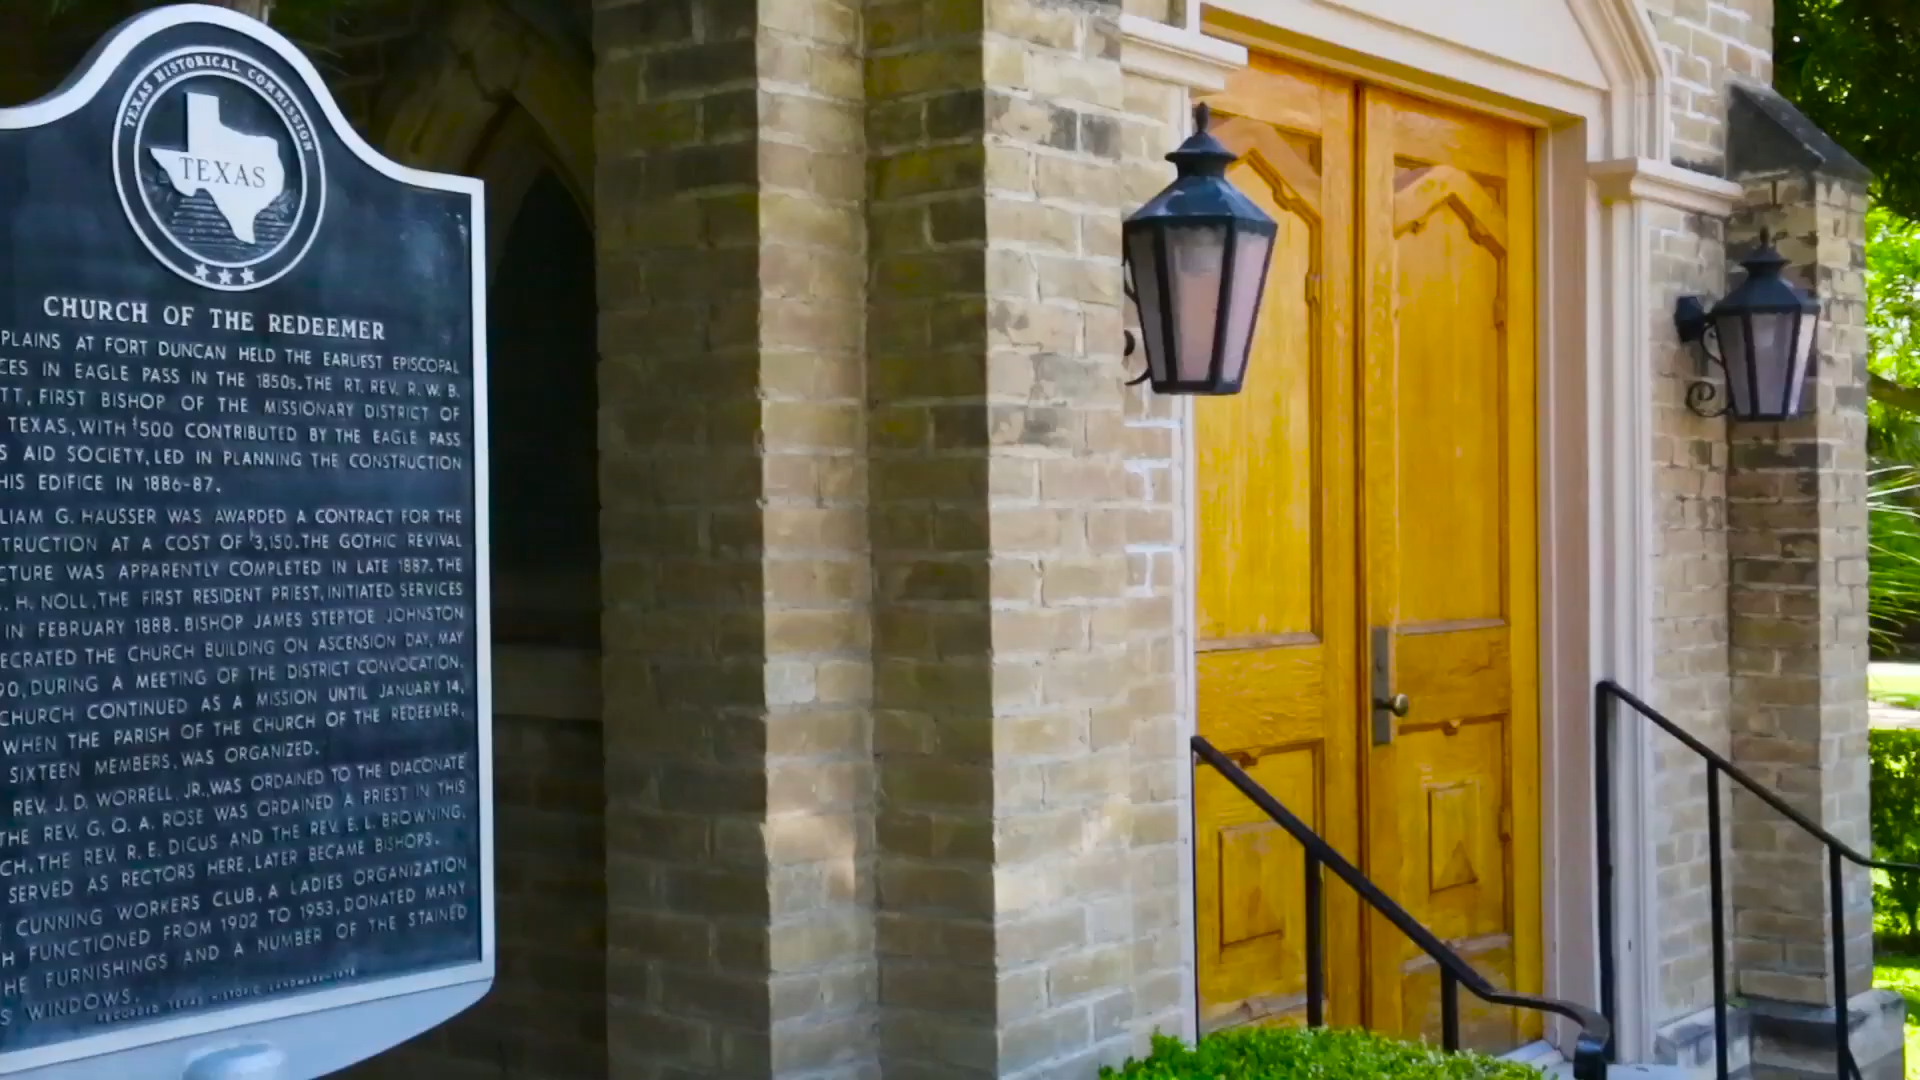 TEXAS HISTORICAL COMMISSION
TEXAS
CHURCH OF THE REDEEMER
PLAINS AT FORT DUNCAN HELD THE EARLIEST EPISCOPAL
CES IN EAGLE PASS IN THE 1850s. THE RT. REV. R. W. B.
TT, FIRST BISHOP OF THE MISSIONARY DISTRICT OF
TEXAS, WITH $500 CONTRIBUTED BY THE EAGLE PASS
S AID SOCIETY, LED IN PLANNING THE CONSTRUCTION
HIS EDIFICE IN 1886-87.
LIAM G. HAUSSER WAS AWARDED A CONTRACT FOR THE
TRUCTION AT A COST OF $3,150. THE GOTHIC REVIVAL
CTURE WAS APPARENTLY COMPLETED IN LATE 1887. THE
. H. NOLL, THE FIRST RESIDENT PRIEST, INITIATED SERVICES
IN FEBRUARY 1888. BISHOP JAMES STEPTOE JOHNSTON
ECRATED THE CHURCH BUILDING ON ASCENSION DAY, MAY
90, DURING A MEETING OF THE DISTRICT CONVOCATION.
CHURCH CONTINUED AS A MISSION UNTIL JANUARY 14,
WHEN THE PARISH OF THE CHURCH OF THE REDEEMER,
SIXTEEN MEMBERS, WAS ORGANIZED.
REV. J. D. WORRELL, JR., WAS ORDAINED TO THE DIACONATE
THE REV. G. O. A. ROSE WAS ORDAINED A PRIEST IN THIS
CH, THE REV. R. E. DICUS AND THE REV. E. L. BROWNING,
SERVED AS RECTORS HERE, LATER BECAME BISHOPS.
E CUNNING WORKERS CLUB, A LADIES ORGANIZATION
H FUNCTIONED FROM 1902 TO 1953, DONATED MANY
HE FURNISHINGS AND A NUMBER OF THE STAINED
S WINDOWS.
RECORDED TEXAS HISTORIC LANDMARK